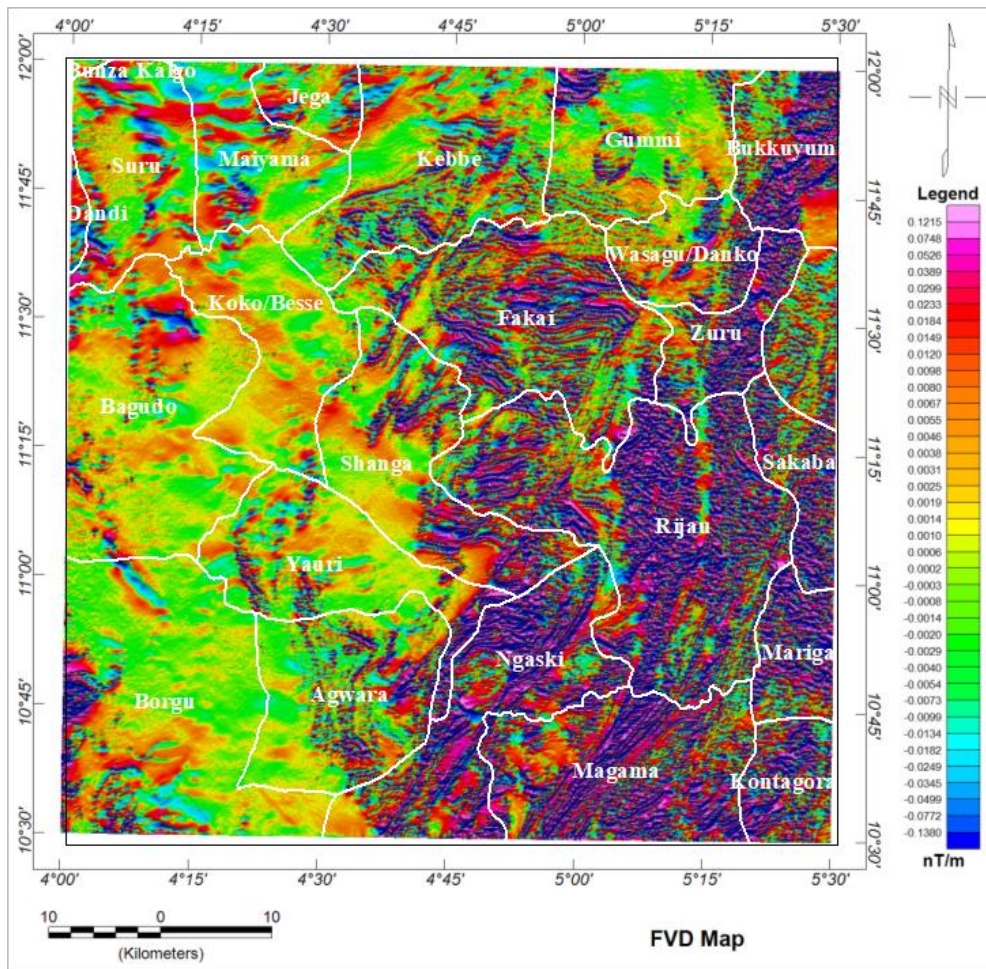 4°00' 4°15' 4°30' 4°45' 5°00' 5°15' 5°30'
12°00' 12°00'
Bunza Kalgo
Jega
Gummi
Bukkuyum
Maiyama
Kebbe
Suru
11°45' 11°45'
Dandi
Wasagu/Danko
Koko/Besse
11°30' 11°30'
Fakai
Zuru
Bagudo
11°15' 11°15'
Shanga
Sakaba
Rijau
11°00' 11°00'
Yauri
Ngaski
Mariga
Agwara
Borgu
10°45' 10°45'
Magama
Kontagora
10°30' 10°30'
4°00' 4°15' 4°30' 4°45' 5°00' 5°15' 5°30'
N
Legend
0.1215
0.0748
0.0526
0.0389
0.0299
0.0233
0.0184
0.0149
0.0120
0.0098
0.0080
0.0067
0.0055
0.0046
0.0038
0.0031
0.0025
0.0019
0.0014
0.0010
0.0006
-0.0002
-0.0003
-0.0008
-0.0014
-0.0020
-0.0029
-0.0040
-0.0054
-0.0073
-0.0099
-0.0134
-0.0182
-0.0249
-0.0345
-0.0499
-0.0772
-0.1380
nT/m
10 0 10
(Kilometers)
FVD Map